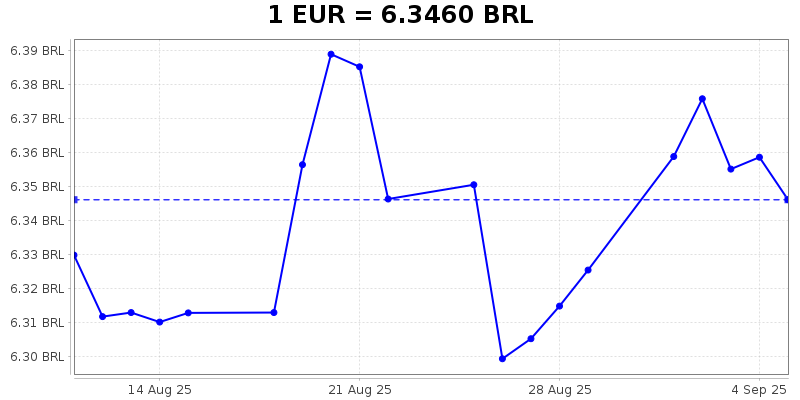 1 EUR = 6.3460 BRL
6.39 BRL
6.38 BRL
6.37 BRL
6.36 BRL
6.35 BRL
6.34 BRL
6.33 BRL
6.32 BRL
6.31 BRL
6.30 BRL
14 Aug 25 21 Aug 25 28 Aug 25 4 Sep 25